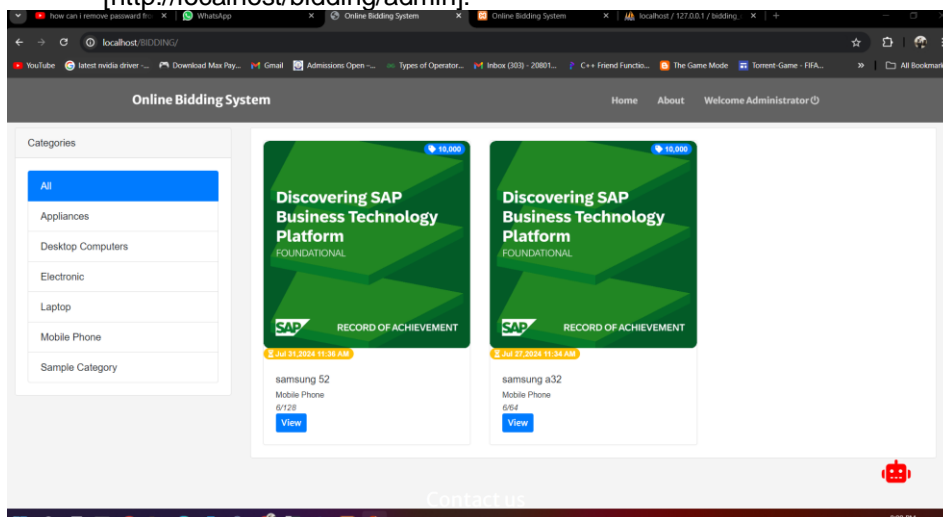 [http://localhost/bidding/admin].
how can i remove passward fro
WhatsApp
Online Bidding System
Online Bidding System
localhost / 127.0.0.1 / bidding_
localhost/BIDDING/
YouTube
latest nvidia driver -...
Download Max Pay...
Gmail
Admissions Open –...
Types of Operator...
Inbox (303) - 20801...
C++ Friend Functio...
The Game Mode
Torrent-Game - FIFA...
»
All Bookmark
Online Bidding System
Home About Welcome Administrator
Categories
All
Appliances
Desktop Computers
Electronic
Laptop
Mobile Phone
Sample Category
10,000
Discovering SAP
Business Technology
Platform
FOUNDATIONAL
SAP RECORD OF ACHIEVEMENT
Jul 31,2024 11:36 AM
samsung 52
Mobile Phone
6/128
View
10,000
Discovering SAP
Business Technology
Platform
FOUNDATIONAL
SAP RECORD OF ACHIEVEMENT
Jul 27,2024 11:34 AM
samsung a32
Mobile Phone
6/64
View
Contact us